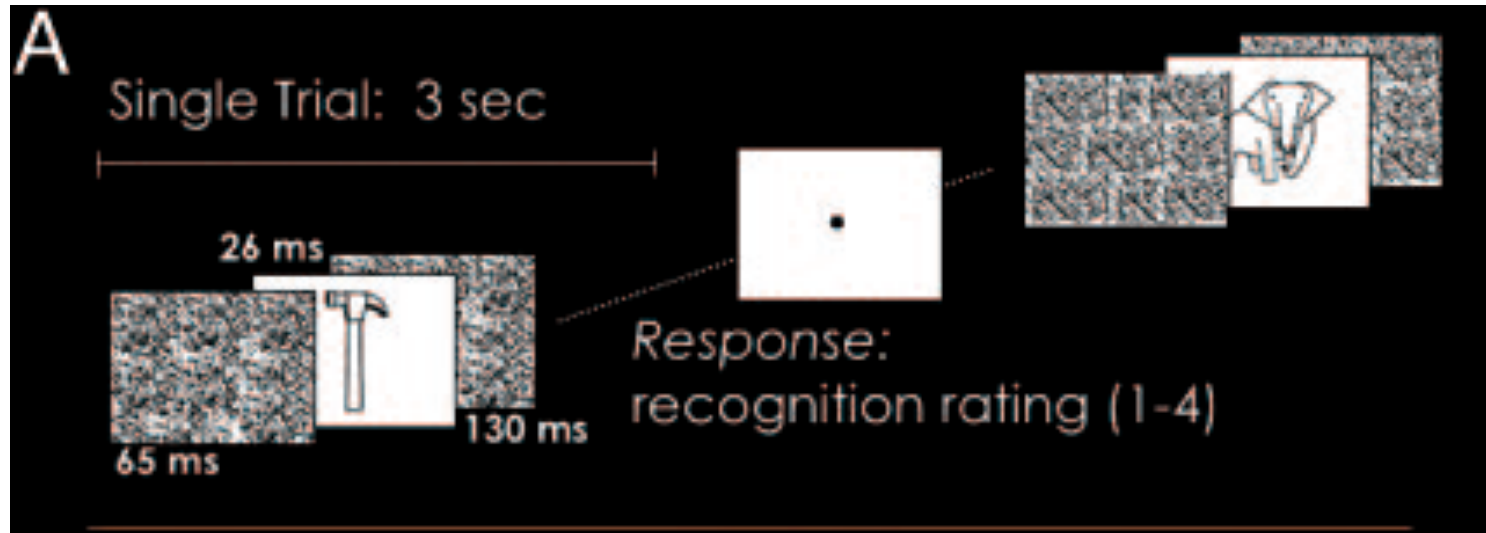 A
Single Trial: 3 sec
26 ms
130 ms
65 ms
Response:
recognition rating (1-4)